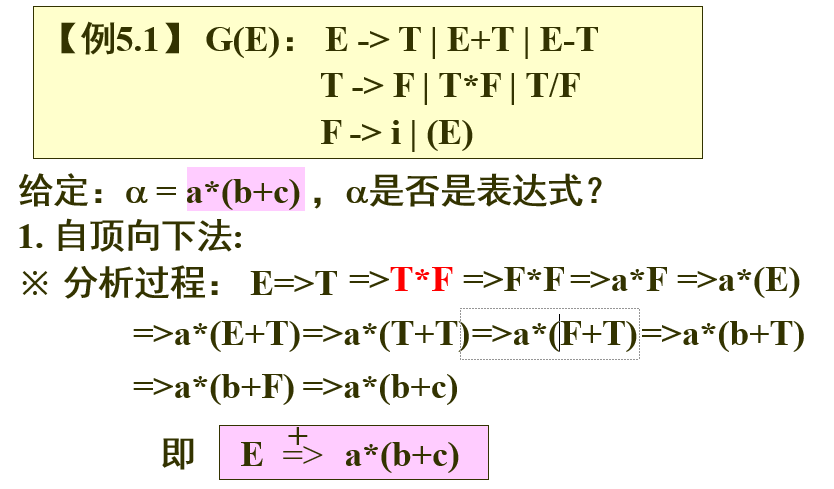 【例5.1】 G(E)： E -> T | E+T | E-T
T -> F | T*F | T/F
F -> i | (E)
给定：α = a*(b+c) ，α是否是表达式？
1. 自顶向下法:
※ 分析过程： E=>T =>T*F =>F*F =>a*F =>a*(E)
=>a*(E+T)=>a*(T+T)=>a*(F+T)=>a*(b+T)
=>a*(b+F) =>a*(b+c)
即 E =>+ a*(b+c)